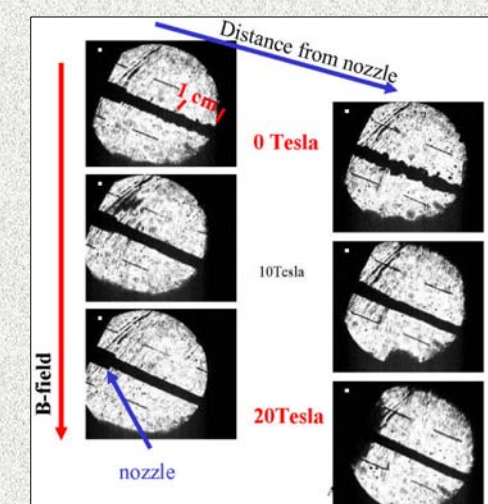 Distance from nozzle
1 cm
0 Tesla
10Tesla
B-field
20Tesla
nozzle